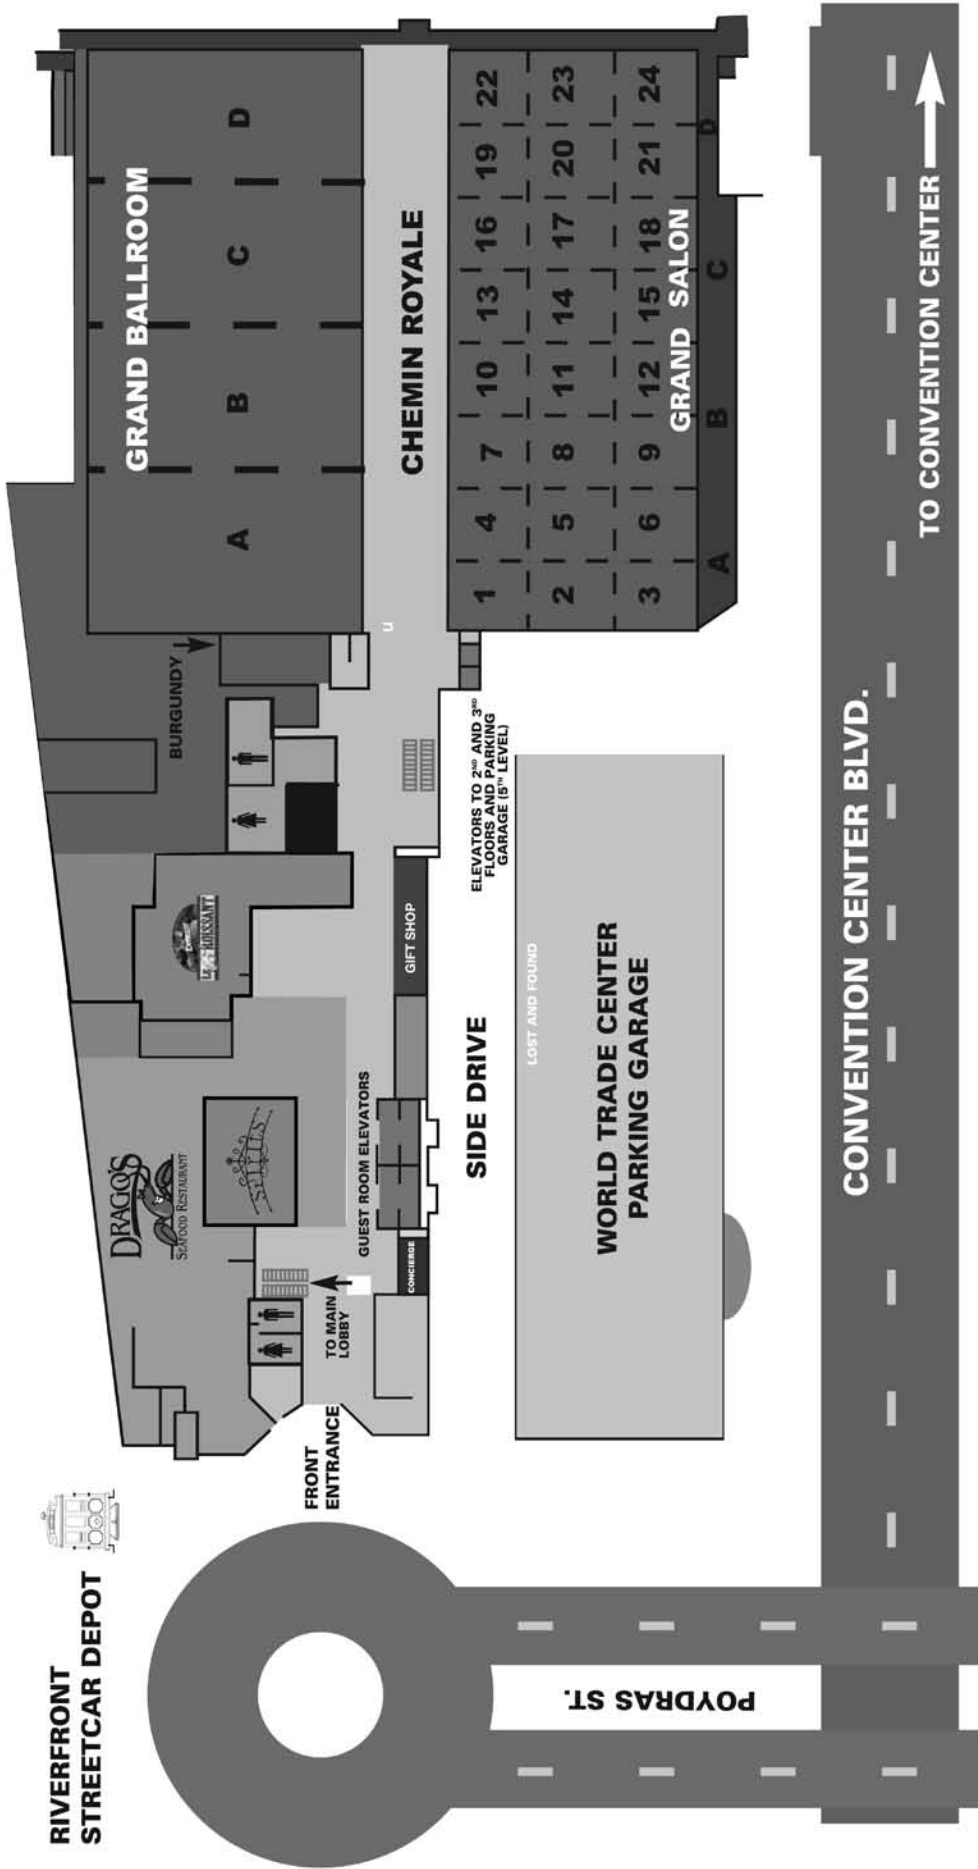 RIVERFRONT
STREETCAR DEPOT
FRONT
ENTRANCE
POYDRAS ST.
DRAGO'S
SEAFOOD RESTAURANT
SPIRITS
TO MAIN
LOBBY
CONCIERGE
GUEST ROOM ELEVATORS
GIFT SHOP
SIDE DRIVE
LOST AND FOUND
WORLD TRADE CENTER
PARKING GARAGE
BURGUNDY
ELEVATORS TO 2ND AND 3RD
FLOORS AND PARKING
GARAGE (5TH LEVEL)
u
GRAND BALLROOM
A B C D
CHEMIN ROYALE
1 4 7 10 13 16 19 22
2 5 8 11 14 17 20 23
3 6 9 12 15 18 21 24
GRAND SALON
A B C D
CONVENTION CENTER BLVD.
TO CONVENTION CENTER